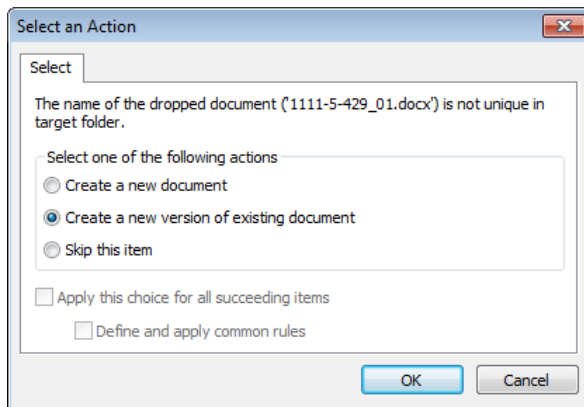 Select an Action
Select
The name of the dropped document ('1111-5-429_01.docx') is not unique in
target folder.
Select one of the following actions
Create a new document
Create a new version of existing document
Skip this item
Apply this choice for all succeeding items
Define and apply common rules
OK
Cancel